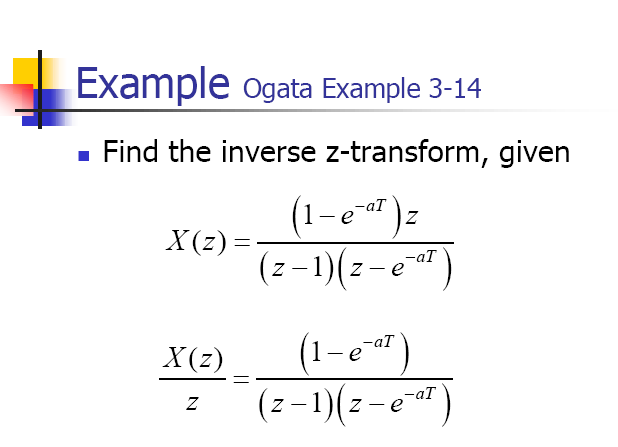 Example Ogata Example 3-14
Find the inverse z-transform, given
X(z) = (1 − e^{−aT}) z / ((z − 1)(z − e^{−aT}))
X(z) / z = (1 − e^{−aT}) / ((z − 1)(z − e^{−aT}))